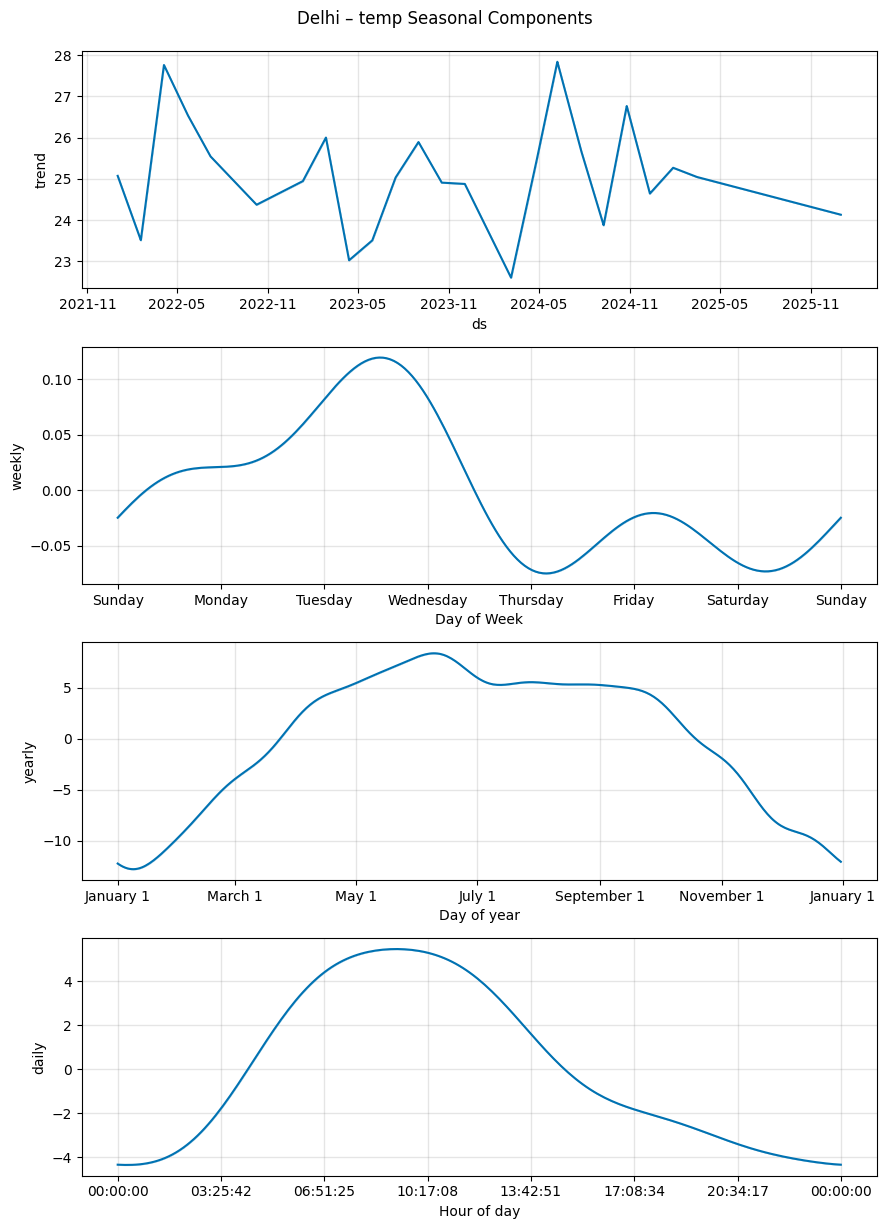 Delhi – temp Seasonal Components
28
27
26
25
24
23
trend
2021-11 2022-05 2022-11 2023-05 2023-11 2024-05 2024-11 2025-05 2025-11
ds
0.10
0.05
0.00
−0.05
weekly
Sunday Monday Tuesday Wednesday Thursday Friday Saturday Sunday
Day of Week
5
0
−5
−10
yearly
January 1 March 1 May 1 July 1 September 1 November 1 January 1
Day of year
4
2
0
−2
−4
daily
00:00:00 03:25:42 06:51:25 10:17:08 13:42:51 17:08:34 20:34:17 00:00:00
Hour of day